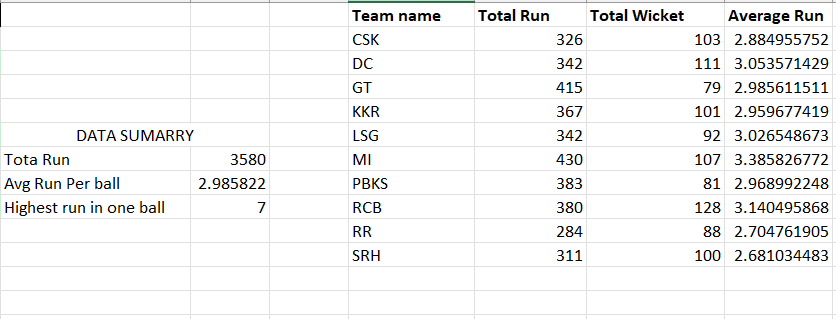 Team name Total Run Total Wicket Average Run
CSK 326 103 2.884955752
DC 342 111 3.053571429
GT 415 79 2.985611511
KKR 367 101 2.959677419
DATA SUMARRY LSG 342 92 3.026548673
Tota Run 3580 MI 430 107 3.385826772
Avg Run Per ball 2.985822 PBKS 383 81 2.968992248
Highest run in one ball 7 RCB 380 128 3.140495868
RR 284 88 2.704761905
SRH 311 100 2.681034483